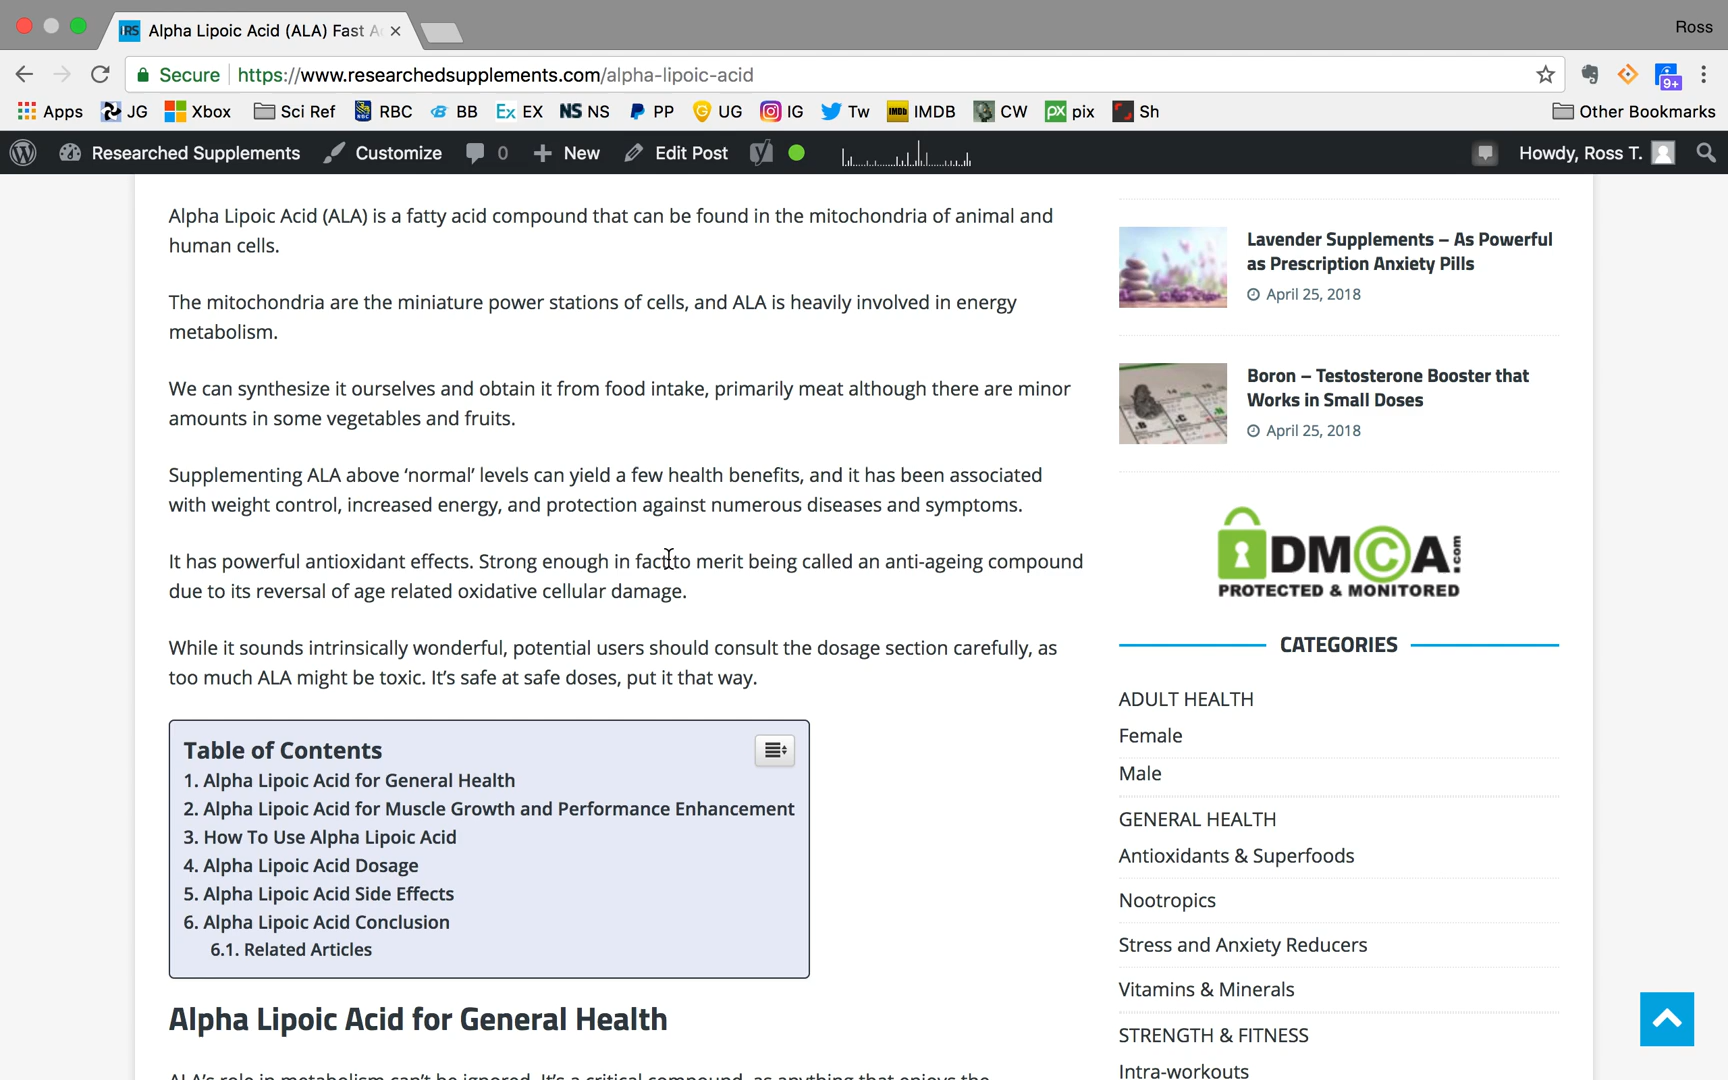 Alpha Lipoic Acid (ALA) Fast A
Ross
Secure https://www.researchedsupplements.com/alpha-lipoic-acid
9+
Apps JG Xbox Sci Ref RBC BB EX NS PP UG IG Tw IMDB CW pix Sh Other Bookmarks
Researched Supplements Customize 0 New Edit Post Howdy, Ross T.
Alpha Lipoic Acid (ALA) is a fatty acid compound that can be found in the mitochondria of animal and
human cells.
The mitochondria are the miniature power stations of cells, and ALA is heavily involved in energy
metabolism.
We can synthesize it ourselves and obtain it from food intake, primarily meat although there are minor
amounts in some vegetables and fruits.
Supplementing ALA above ‘normal’ levels can yield a few health benefits, and it has been associated
with weight control, increased energy, and protection against numerous diseases and symptoms.
It has powerful antioxidant effects. Strong enough in fact to merit being called an anti-ageing compound
due to its reversal of age related oxidative cellular damage.
While it sounds intrinsically wonderful, potential users should consult the dosage section carefully, as
too much ALA might be toxic. It’s safe at safe doses, put it that way.
Table of Contents
1. Alpha Lipoic Acid for General Health
2. Alpha Lipoic Acid for Muscle Growth and Performance Enhancement
3. How To Use Alpha Lipoic Acid
4. Alpha Lipoic Acid Dosage
5. Alpha Lipoic Acid Side Effects
6. Alpha Lipoic Acid Conclusion
6.1. Related Articles
Alpha Lipoic Acid for General Health
ALA’s role in metabolism can’t be ignored. It’s a critical compound, as anything that enjoys the
Lavender Supplements – As Powerful
as Prescription Anxiety Pills
April 25, 2018
Boron – Testosterone Booster that
Works in Small Doses
April 25, 2018
DMCA.com
PROTECTED & MONITORED
CATEGORIES
ADULT HEALTH
Female
Male
GENERAL HEALTH
Antioxidants & Superfoods
Nootropics
Stress and Anxiety Reducers
Vitamins & Minerals
STRENGTH & FITNESS
Intra-workouts